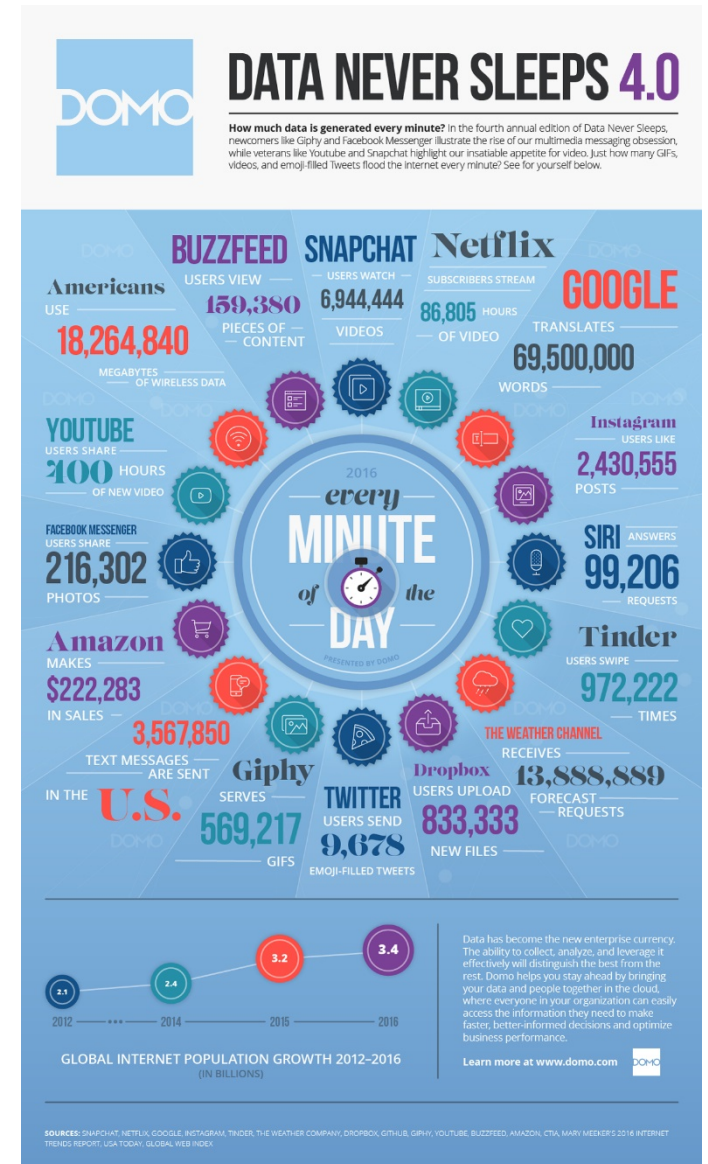 DOMO
DATA NEVER SLEEPS 4.0
How much data is generated every minute? In the fourth annual edition of Data Never Sleeps,
newcomers like Giphy and Facebook Messenger illustrate the rise of our multimedia messaging obsession,
while veterans like Youtube and Snapchat highlight our insatiable appetite for video. Just how many GIFs,
videos, and emoji-filled Tweets flood the internet every minute? See for yourself below.
Americans
USE
18,264,840
MEGABYTES
OF WIRELESS DATA
BUZZFEED
USERS VIEW
159,380
PIECES OF
CONTENT
SNAPCHAT
USERS WATCH
6,944,444
VIDEOS
Netflix
SUBSCRIBERS STREAM
86,805 HOURS
OF VIDEO
GOOGLE
TRANSLATES
69,500,000
WORDS
Instagram
USERS LIKE
2,430,555
POSTS
SIRI ANSWERS
99,206
REQUESTS
Tinder
USERS SWIPE
972,222
TIMES
THE WEATHER CHANNEL
RECEIVES
13,888,889
FORECAST
REQUESTS
Dropbox
USERS UPLOAD
833,333
NEW FILES
TWITTER
USERS SEND
9,678
EMOJI-FILLED TWEETS
Giphy
SERVES
569,217
GIFS
3,567,850
TEXT MESSAGES
ARE SENT
IN THE U.S.
Amazon
MAKES
$222,283
IN SALES
FACEBOOK MESSENGER
USERS SHARE
216,302
PHOTOS
YOUTUBE
USERS SHARE
400 HOURS
OF NEW VIDEO
2016
every
MINUTE
of the
DAY
PRESENTED BY DOMO
2.1
2.4
3.2
3.4
2012
2014
2015
2016
GLOBAL INTERNET POPULATION GROWTH 2012–2016
(IN BILLIONS)
Data has become the new enterprise currency.
The ability to collect, analyze, and leverage it
effectively will distinguish the best from the
rest. Domo helps you stay ahead by bringing
your data and people together in the cloud,
where everyone in your organization can easily
access the information they need to make
faster, better-informed decisions and optimize
business performance.
Learn more at www.domo.com
DOMO
SOURCES: SNAPCHAT, NETFLIX, GOOGLE, INSTAGRAM, TINDER, THE WEATHER COMPANY, DROPBOX, GITHUB, GIPHY, YOUTUBE, BUZZFEED, AMAZON, CTIA, MARY MEEKER'S 2016 INTERNET
TRENDS REPORT, USA TODAY, GLOBAL WEB INDEX